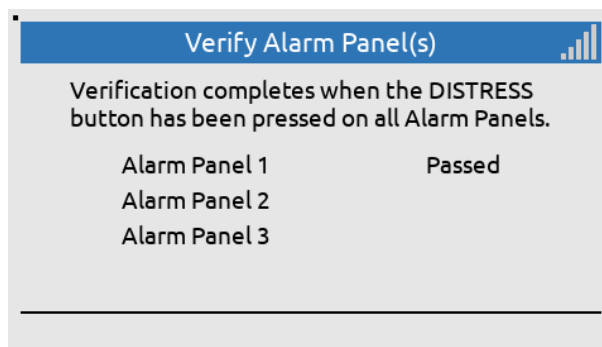 Verify Alarm Panel(s)
Verification completes when the DISTRESS
button has been pressed on all Alarm Panels.
Alarm Panel 1 Passed
Alarm Panel 2
Alarm Panel 3